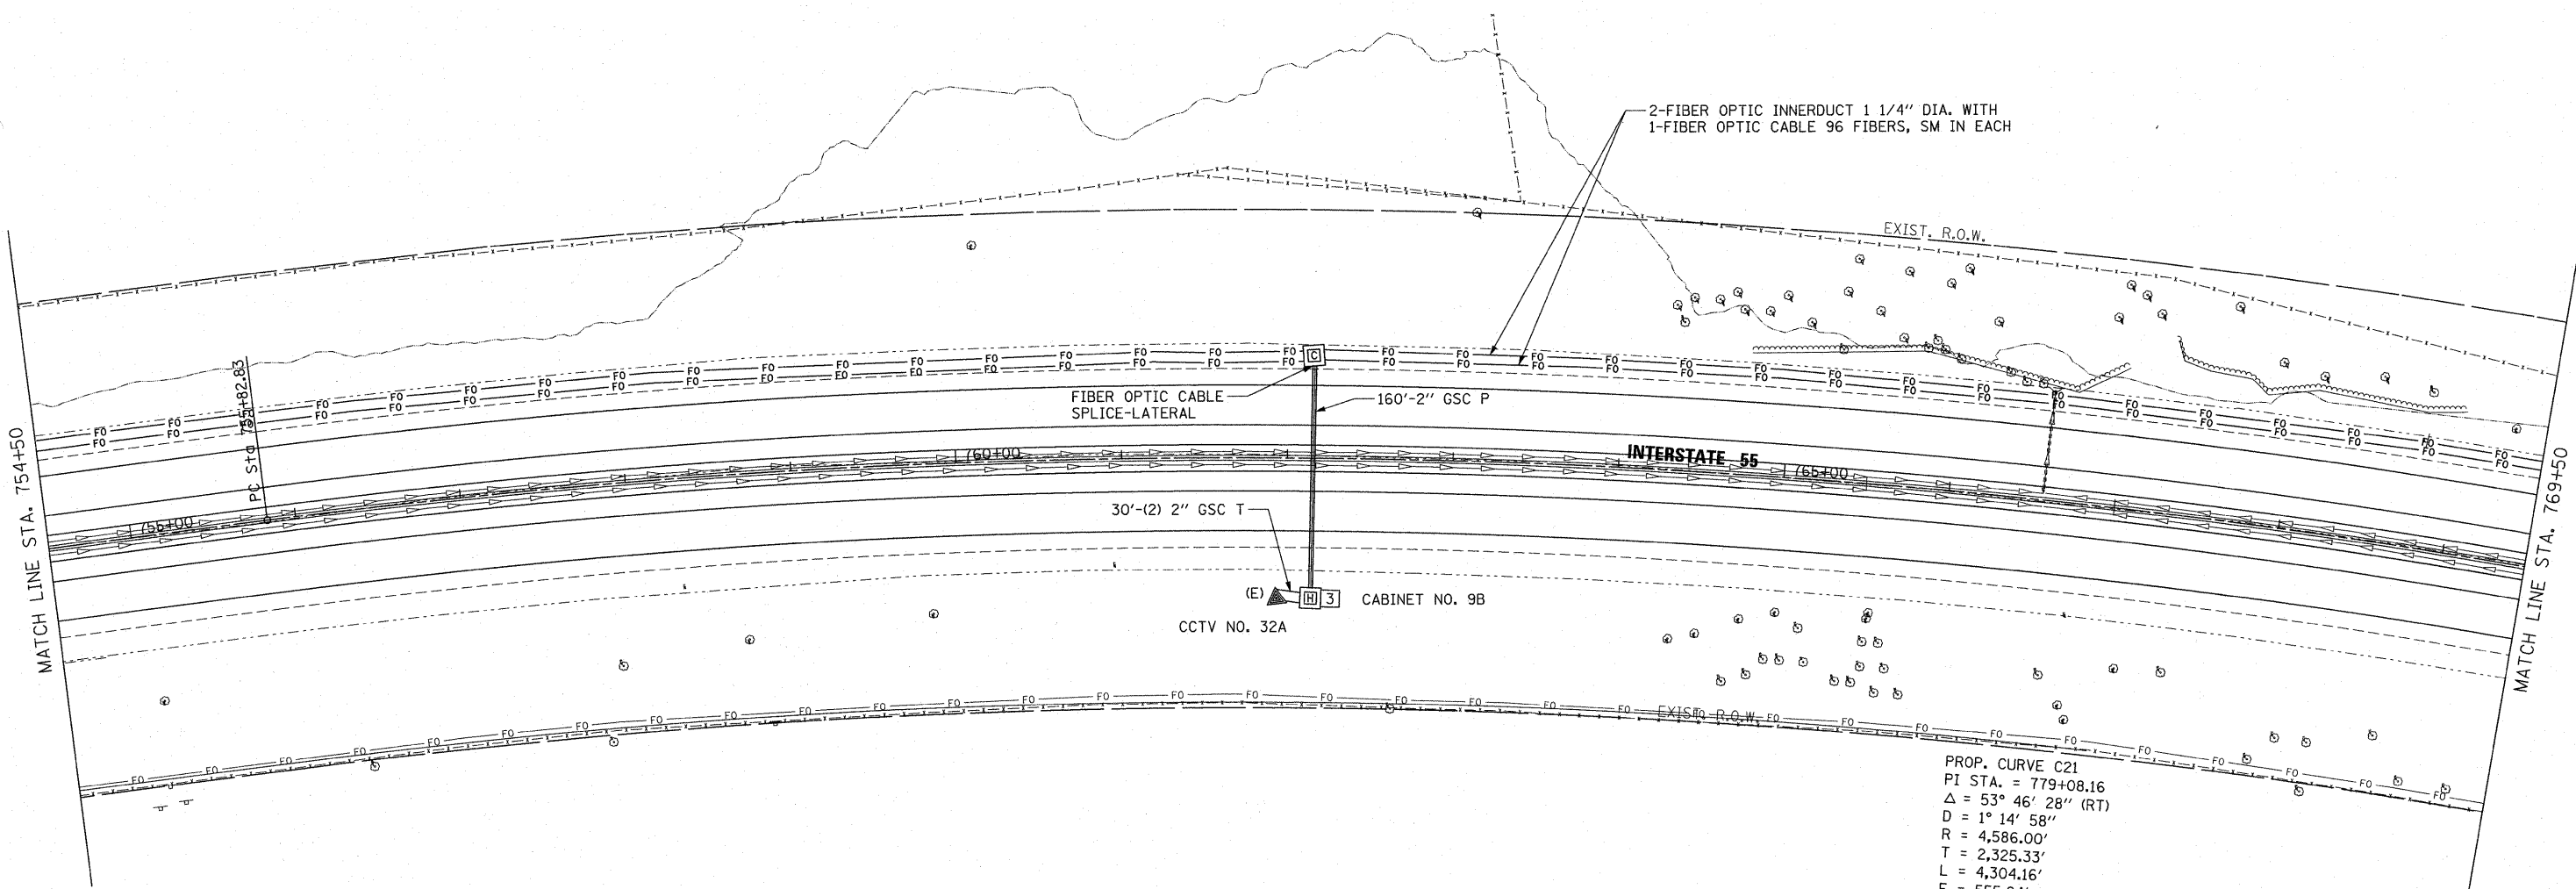 2-FIBER OPTIC INNERDUCT 1 1/4" DIA. WITH
1-FIBER OPTIC CABLE 96 FIBERS, SM IN EACH
EXIST. R.O.W.
PC Sta 755+82.83
C
FIBER OPTIC CABLE
SPLICE-LATERAL
160'-2" GSC P
INTERSTATE 55
755+00
760+00
765+00
MATCH LINE STA. 754+50
MATCH LINE STA. 769+50
30'-(2) 2" GSC T
(E)
H
3
CABINET NO. 9B
CCTV NO. 32A
FO
EXIST. R.O.W.
PROP. CURVE C21
PI STA. = 779+08.16
Δ = 53° 46' 28" (RT)
D = 1° 14' 58"
R = 4,586.00'
T = 2,325.33'
L = 4,304.16'